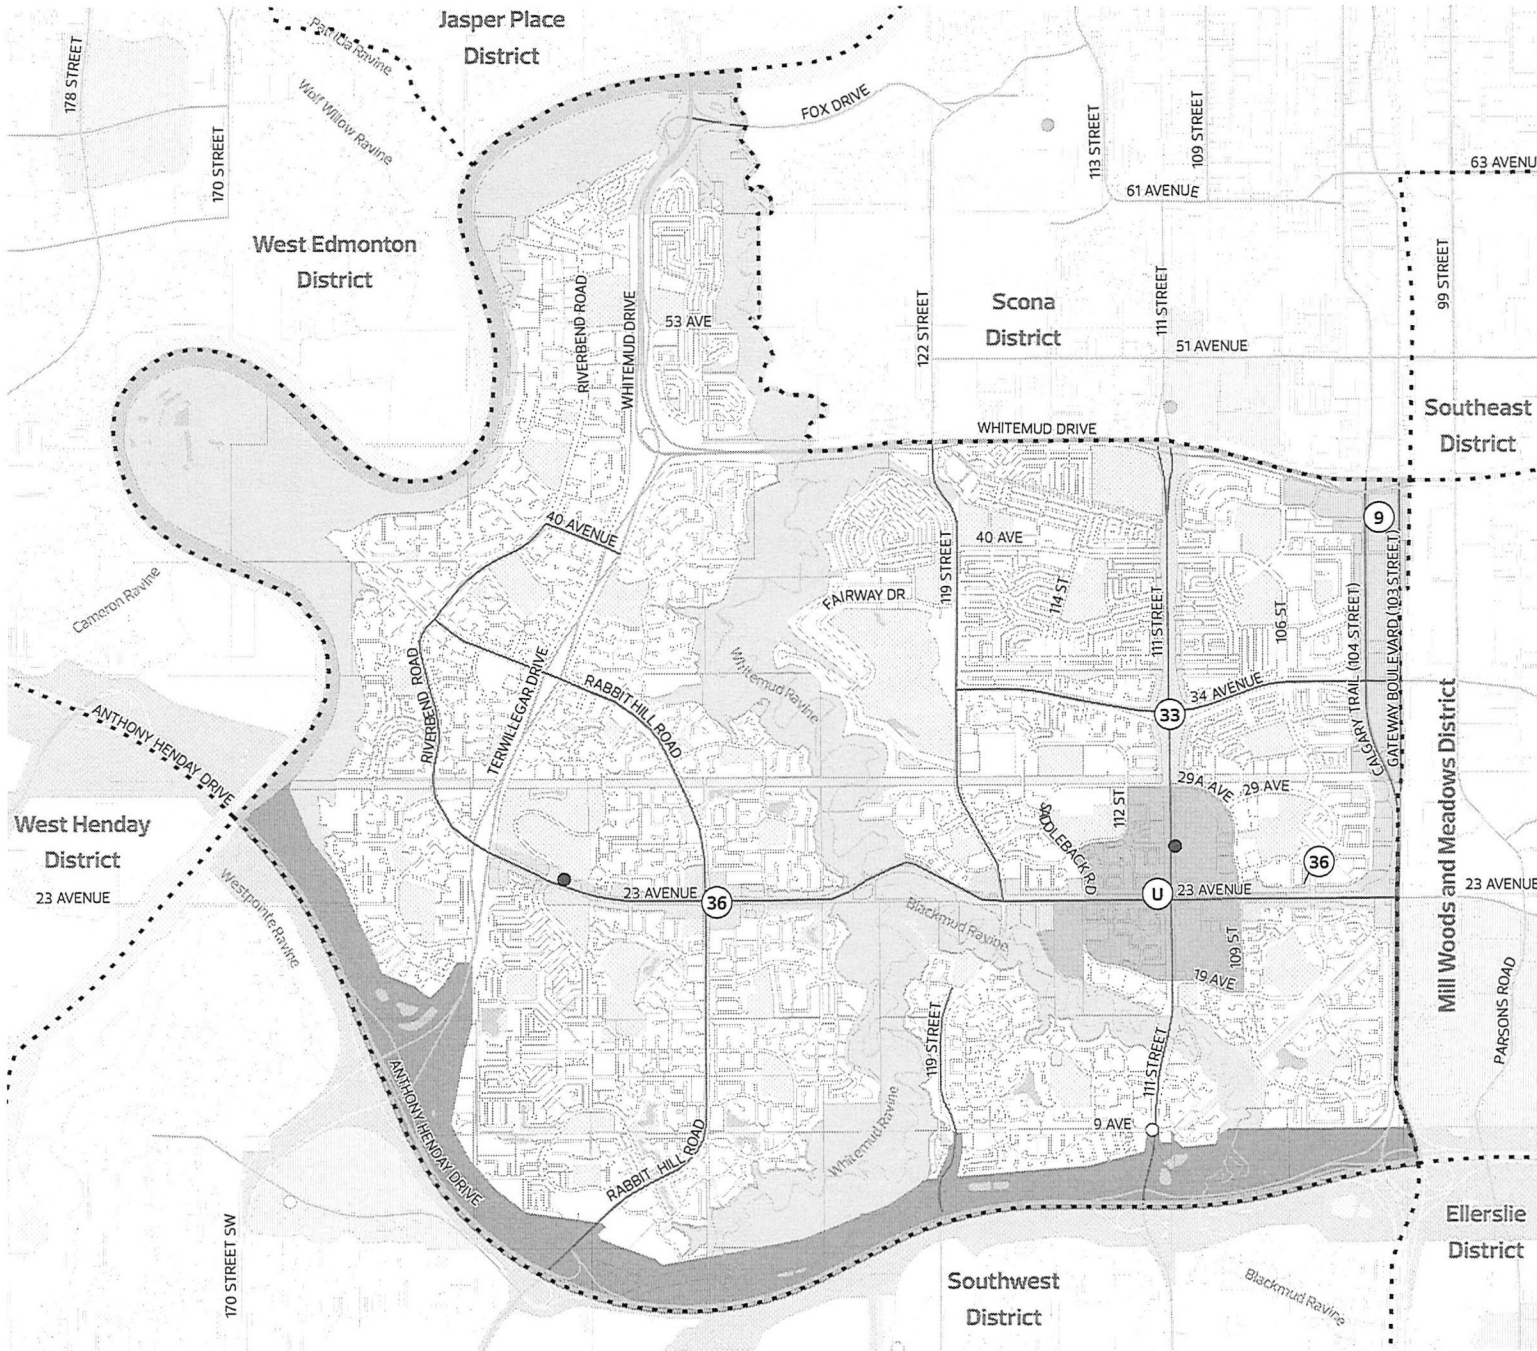 Jasper Place
District
Patricia Ravine
178 STREET
Wolf Willow Ravine
170 STREET
FOX DRIVE
113 STREET
109 STREET
63 AVENU
61 AVENUE
West Edmonton
District
99 STREET
RIVERBEND ROAD
WHITEMUD DRIVE
53 AVE
122 STREET
Scona
District
111 STREET
51 AVENUE
Southeast
District
WHITEMUD DRIVE
9
40 AVENUE
119 STREET
40 AVE
Cameron Ravine
FAIRWAY DR
114 ST
111 STREET
106 ST
CALGARY TRAIL (104 STREET)
GATEWAY BOULEVARD (103 STREET)
RIVERBEND ROAD
TERWILLEGAR DRIVE
RABBIT HILL ROAD
Whitemud Ravine
34 AVENUE
33
ANTHONY HENDAY DRIVE
Mill Woods and Meadows District
29A AVE
29 AVE
West Henday
District
112 ST
SADDLEBACK RD
36
23 AVENUE
Westpointe Ravine
23 AVENUE
36
U
23 AVENUE
23 AVENUE
Blackmud Ravine
109 ST
19 AVE
PARSONS ROAD
119 STREET
111 STREET
ANTHONY HENDAY DRIVE
9 AVE
Whitemud Ravine
RABBIT HILL ROAD
170 STREET SW
Ellerslie
District
Southwest
District
Blackmud Ravine